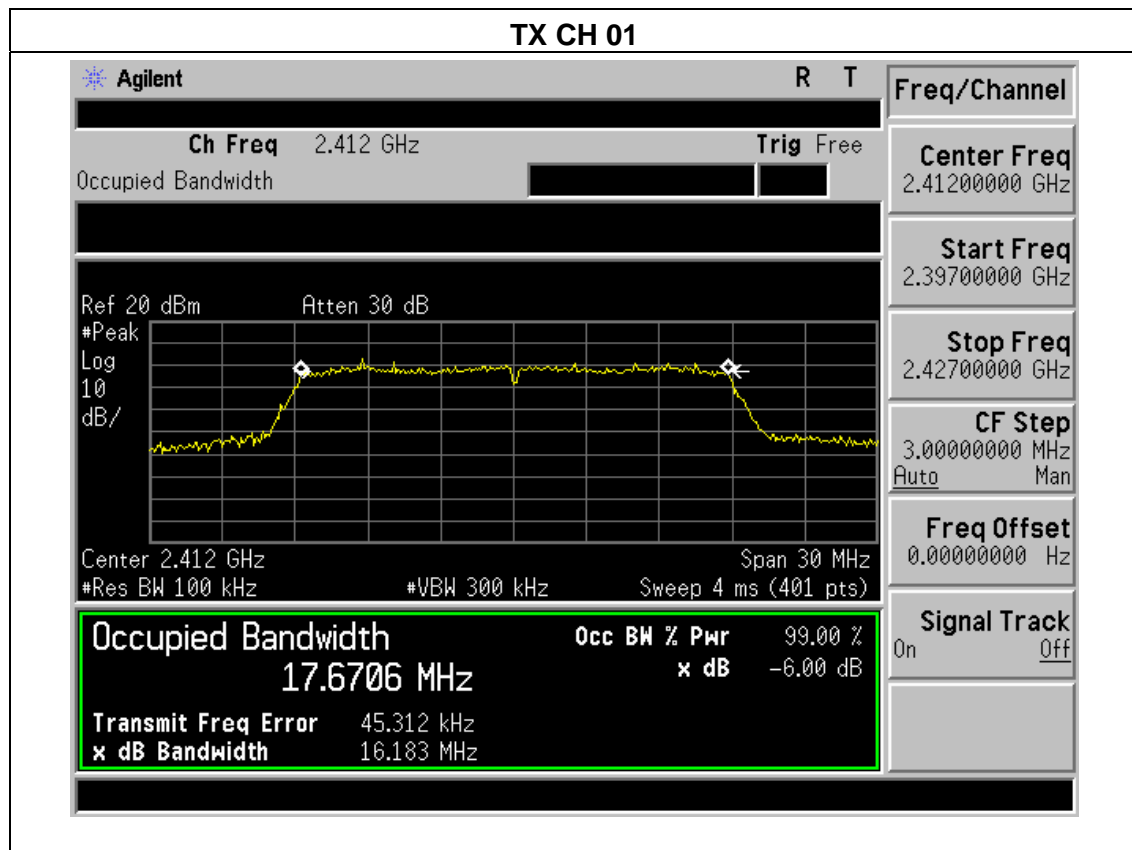 TX CH 01
Agilent
R T
Ch Freq 2.412 GHz
Trig Free
Occupied Bandwidth
Ref 20 dBm
Atten 30 dB
#Peak
Log
10
dB/
Center 2.412 GHz
Span 30 MHz
#Res BW 100 kHz
#VBW 300 kHz
Sweep 4 ms (401 pts)
Occupied Bandwidth
17.6706 MHz
Occ BW % Pwr 99.00 %
x dB -6.00 dB
Transmit Freq Error 45.312 kHz
x dB Bandwidth 16.183 MHz
Freq/Channel
Center Freq
2.41200000 GHz
Start Freq
2.39700000 GHz
Stop Freq
2.42700000 GHz
CF Step
3.00000000 MHz
Auto Man
Freq Offset
0.00000000 Hz
Signal Track
On Off